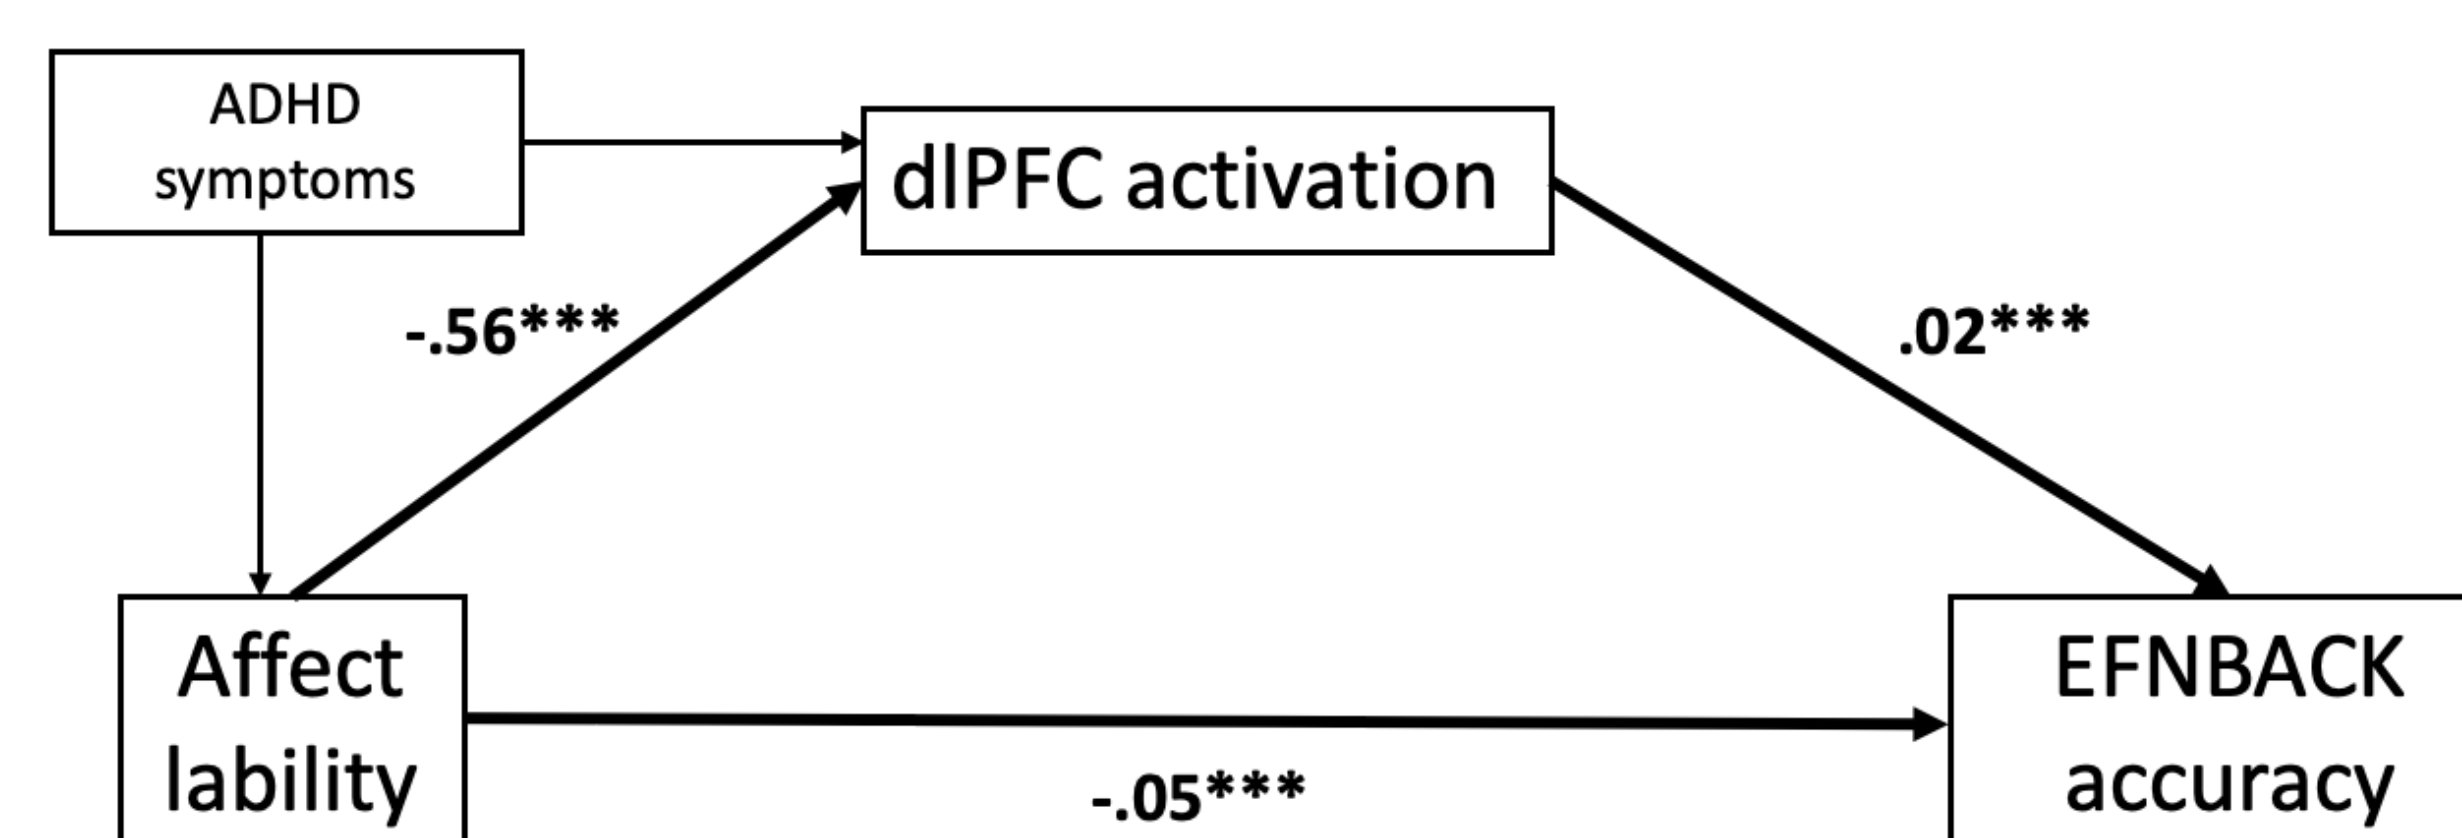 ADHD
symptoms
dlPFC activation
-.56***
.02***
Affect
lability
EFNBACK
accuracy
-.05***